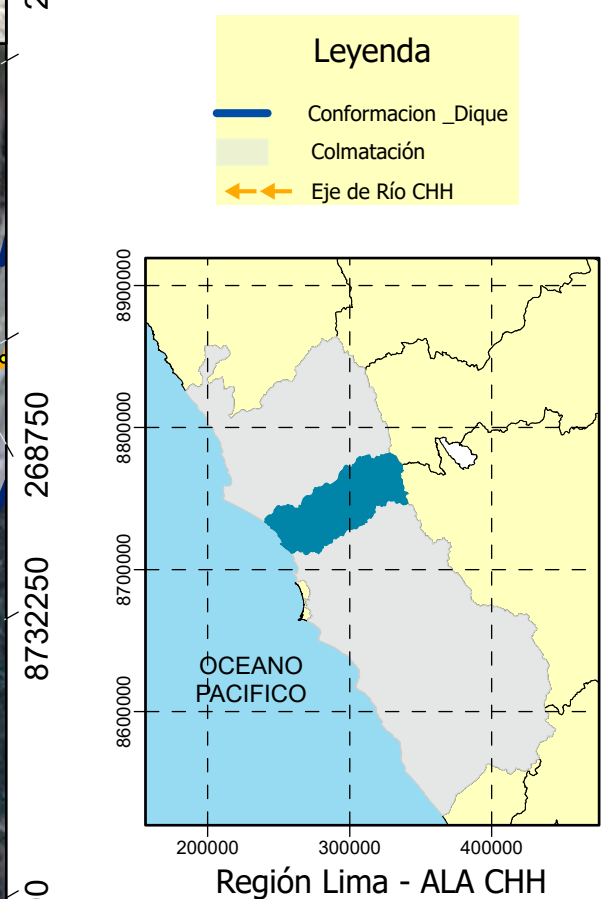 Leyenda
Conformacion _Dique
Colmatación
Eje de Río CHH
268750
8732250
8900000
8800000
8700000
8600000
OCEANO
PACIFICO
200000
300000
400000
Región Lima - ALA CHH